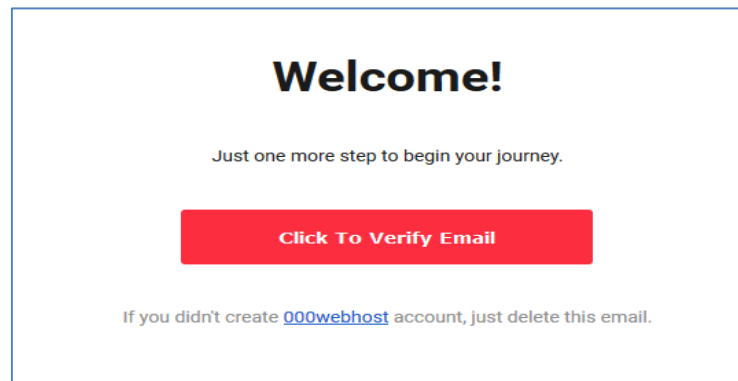 Welcome!
Just one more step to begin your journey.
Click To Verify Email
If you didn't create 000webhost account, just delete this email.